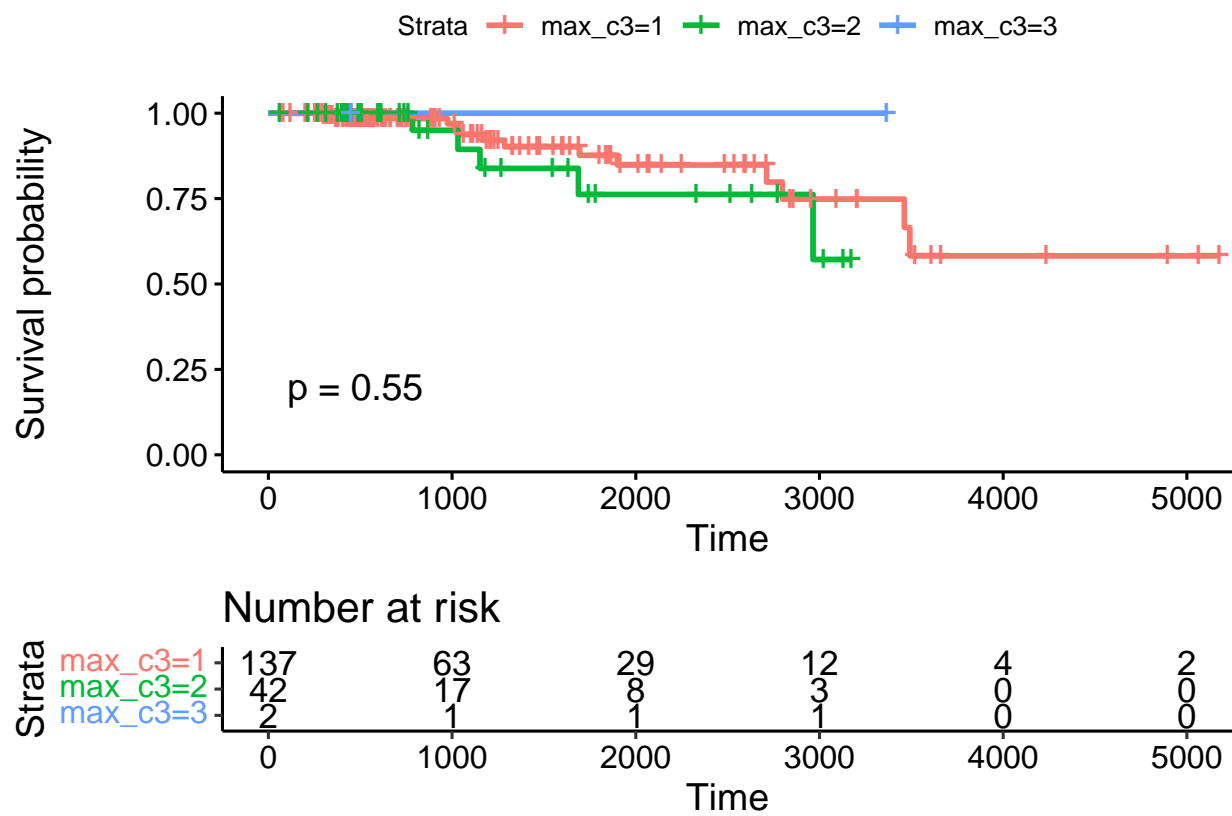 Strata max_c3=1 max_c3=2 max_c3=3
Survival probability
1.00
0.75
0.50
0.25
0.00
p = 0.55
0 1000 2000 3000 4000 5000
Time
Number at risk
Strata
max_c3=1 137 63 29 12 4 2
max_c3=2 42 17 8 3 0 0
max_c3=3 2 1 1 1 0 0
0 1000 2000 3000 4000 5000
Time